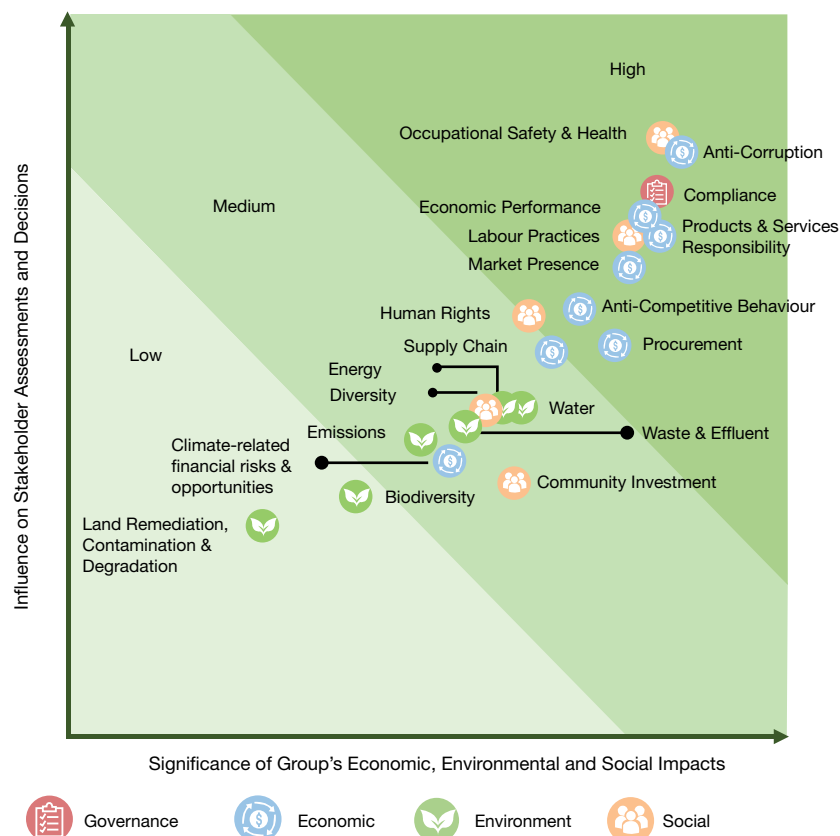 High
Occupational Safety & Health
Anti-Corruption
Compliance
Medium
Economic Performance
Products & Services
Responsibility
Labour Practices
Market Presence
Anti-Competitive Behaviour
Human Rights
Supply Chain
Procurement
Low
Energy
Diversity
Water
Emissions
Waste & Effluent
Climate-related
financial risks &
opportunities
Community Investment
Biodiversity
Land Remediation,
Contamination &
Degradation
Influence on Stakeholder Assessments and Decisions
Significance of Group's Economic, Environmental and Social Impacts
Governance
Economic
Environment
Social